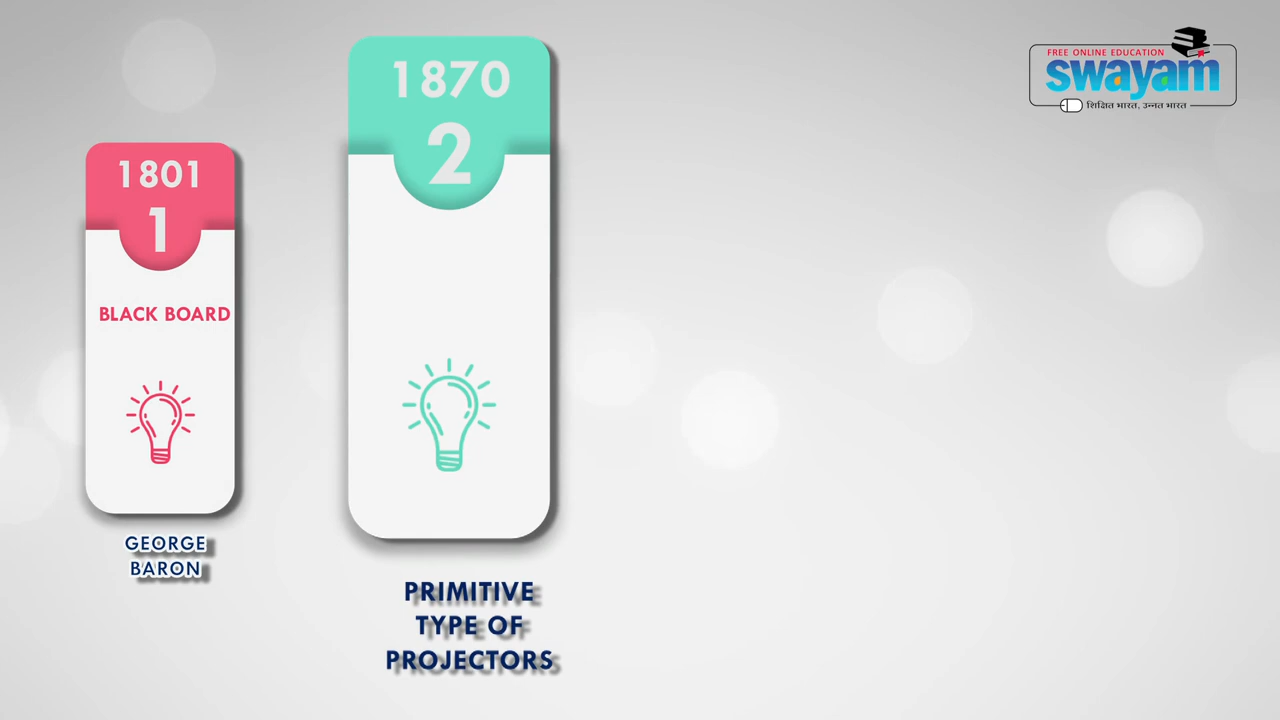 1801
1
BLACK BOARD
GEORGE
BARON
1870
2
PRIMITIVE
TYPE OF
PROJECTORS
FREE ONLINE EDUCATION
swayam
शिक्षित भारत, उन्नत भारत